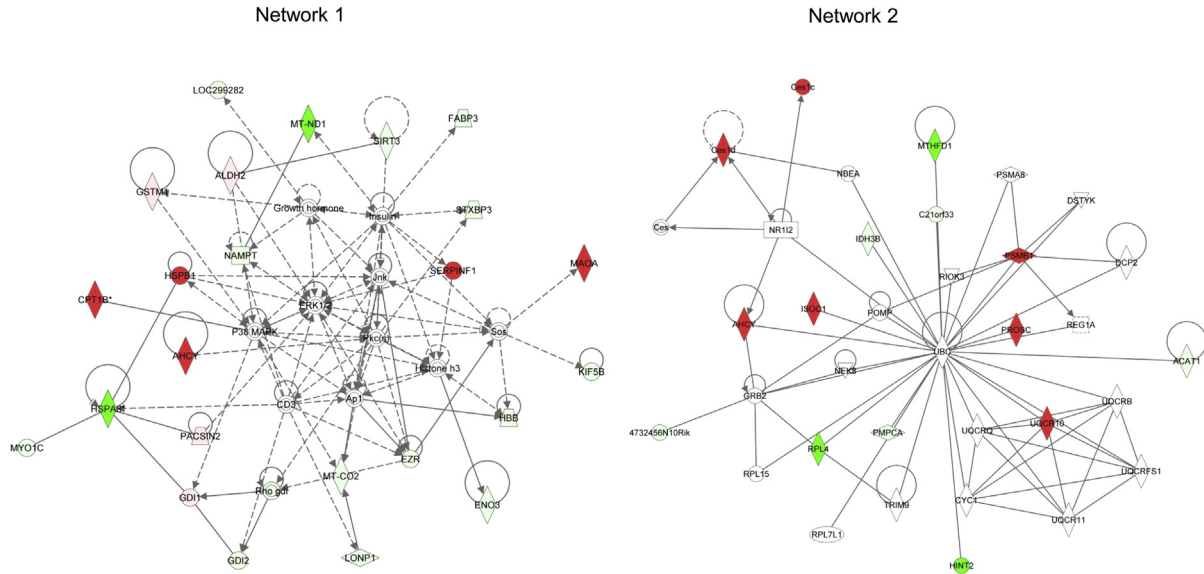 Network 1
LOC299282
MT-ND1
SIRT3
FABP3
ALDH2
GSTM1
Growth hormone
Insulin
STXBP3
NAMPT
HSPB1
Jnk
SERPINF1
MAOA
CPT1B*
ERK1/2
P38 MAPK
Pkc(s)
Sos
AHCY
Histone h3
KIF5B
CD3
Ap1
HBB
PACSIN2
MYO1C
EZR
MT-CO2
GDI1
Rho gdi
ENO3
GDI2
LONP1
Network 2
Ces1c
Ces1d
MTHFD1
NBEA
PSMA8
DSTYK
C21orf33
Ces
NR1I2
IDH3B
PSMB1
DCP2
RIOK3
ISOC1
POMP
AHCY
PROSC
REG1A
UBC
ACAT1
NEK8
GRB2
UQCRB
4732456N10Rik
PMPCA
UQCRQ
UQCR10
RPL4
RPL15
UQCRFS1
TRIM9
CYC1
UQCR11
RPL7L1
HINT2